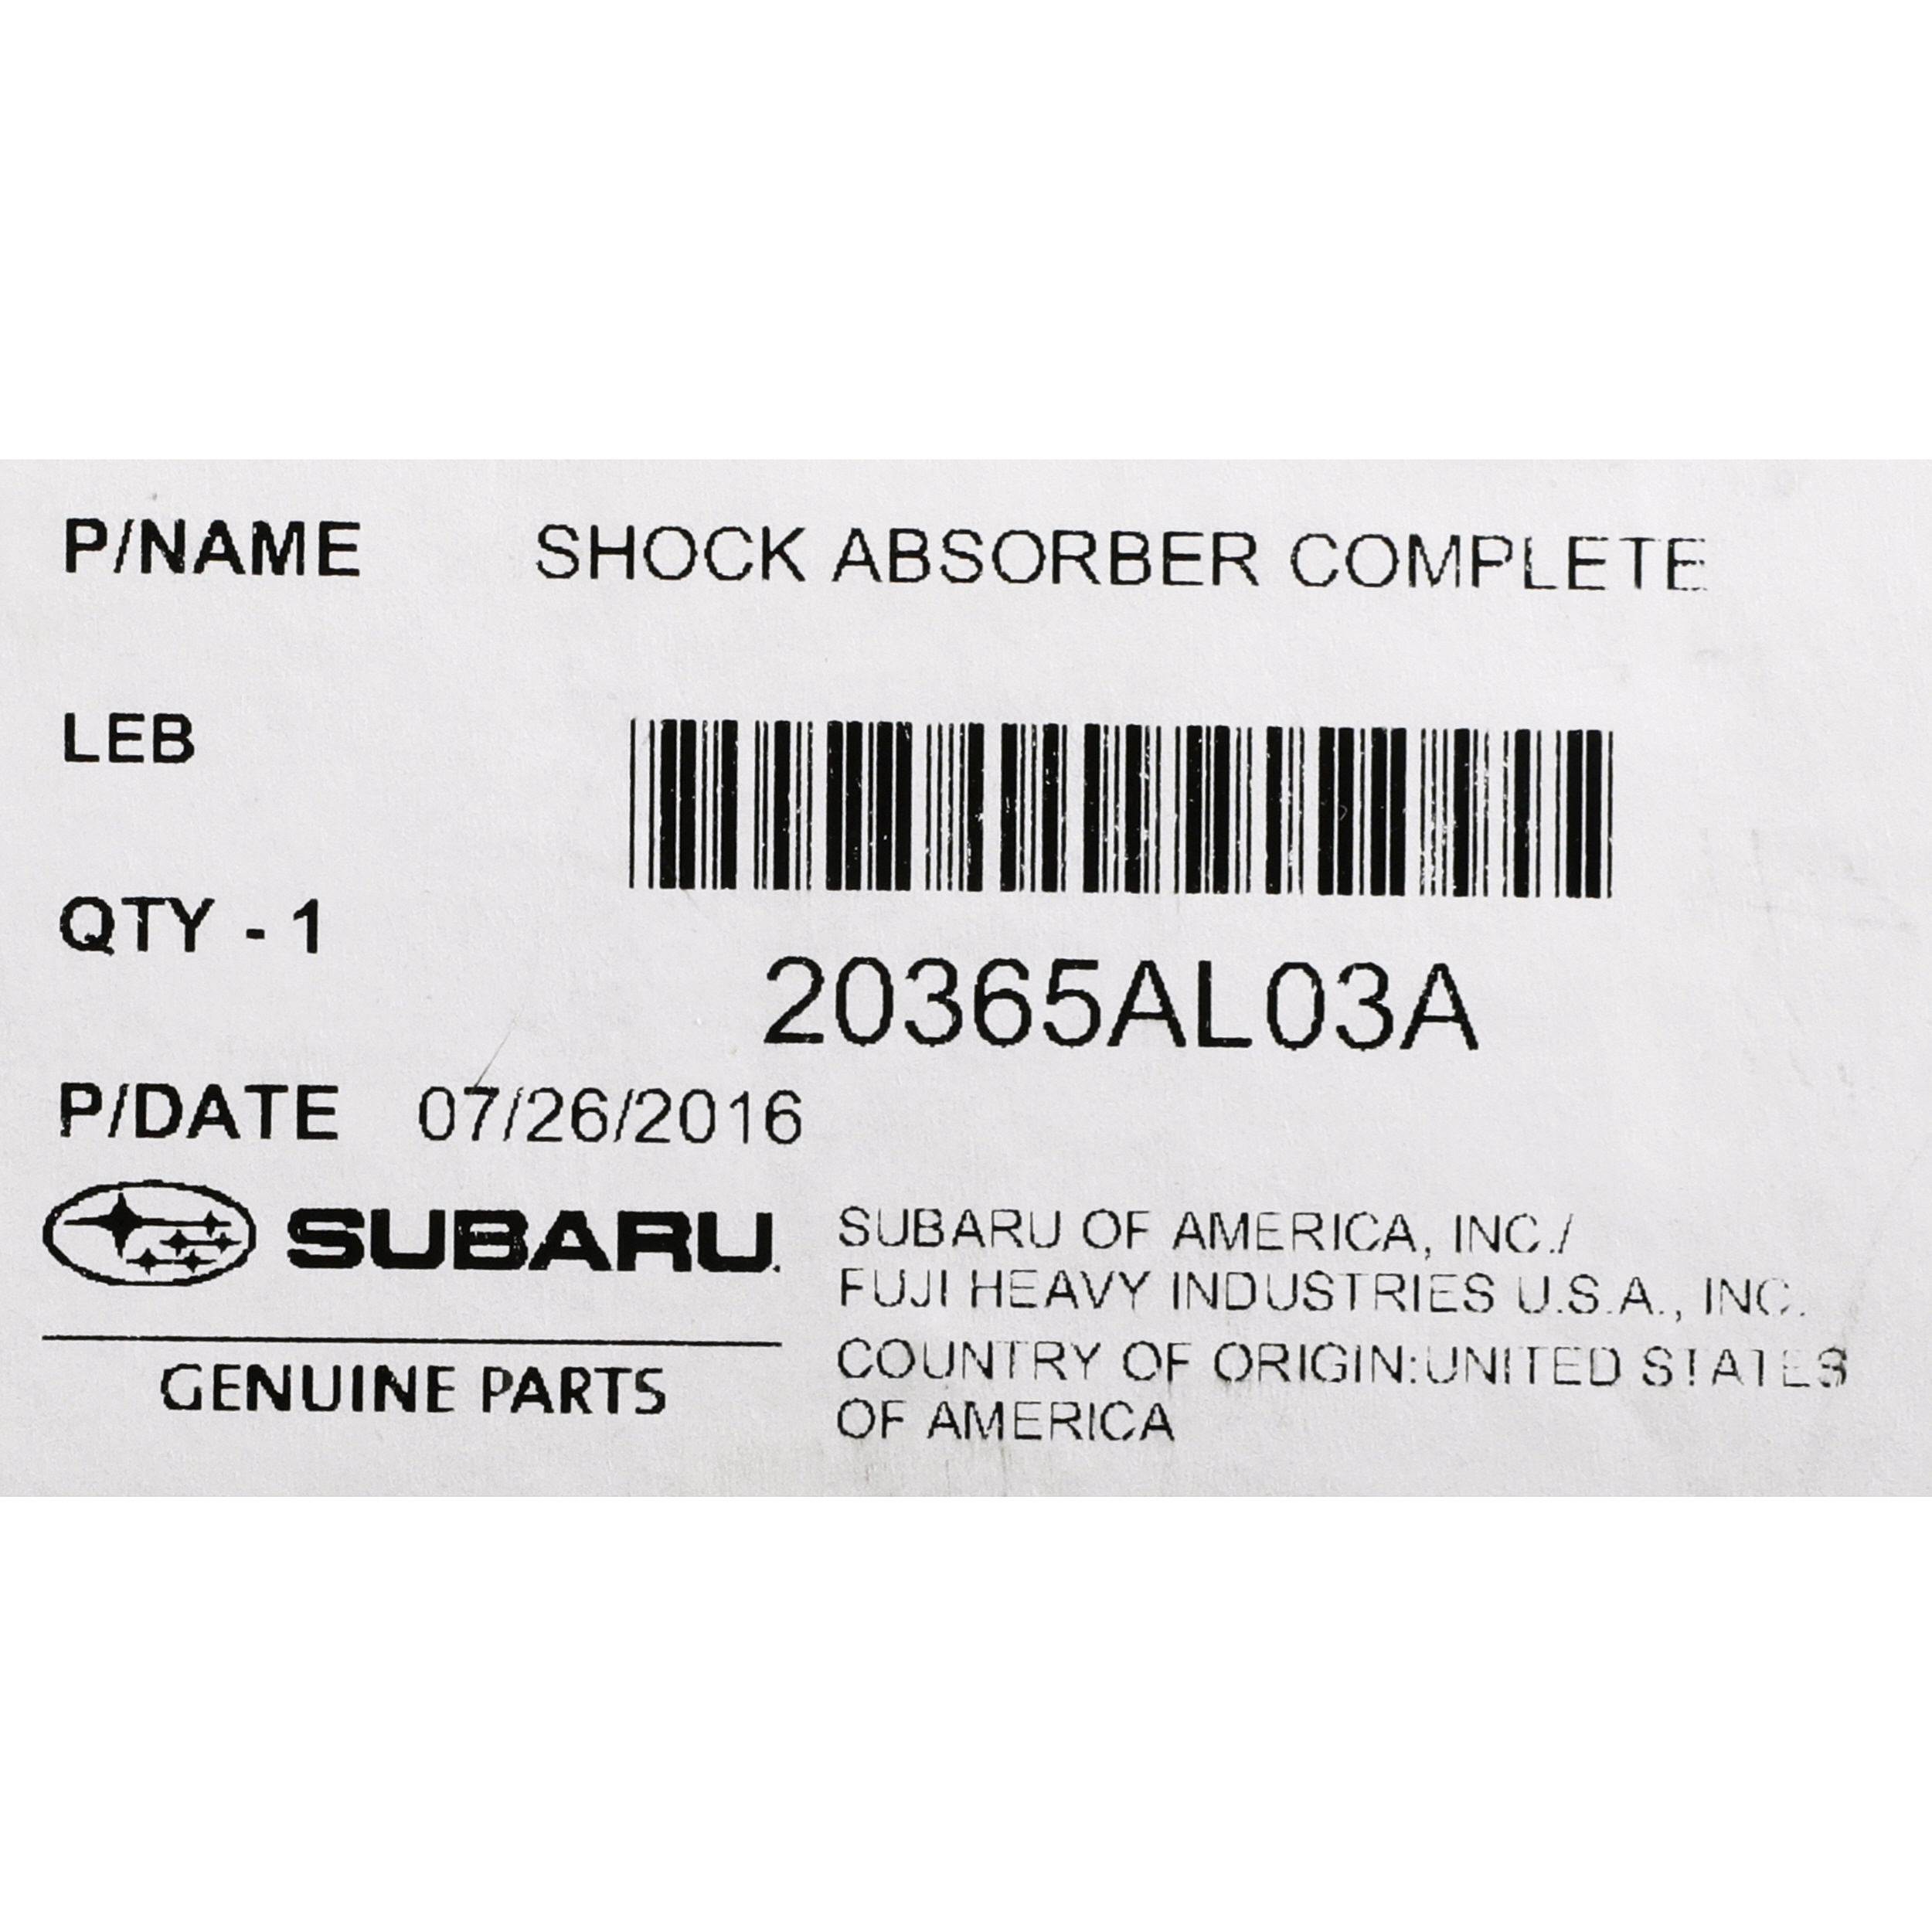 P/NAME SHOCK ABSORBER COMPLETE
LEB
QTY - 1
20365AL03A
P/DATE 07/26/2016
SUBARU.
GENUINE PARTS
SUBARU OF AMERICA, INC./
FUJI HEAVY INDUSTRIES U.S.A., INC.
COUNTRY OF ORIGIN:UNITED STATES
OF AMERICA